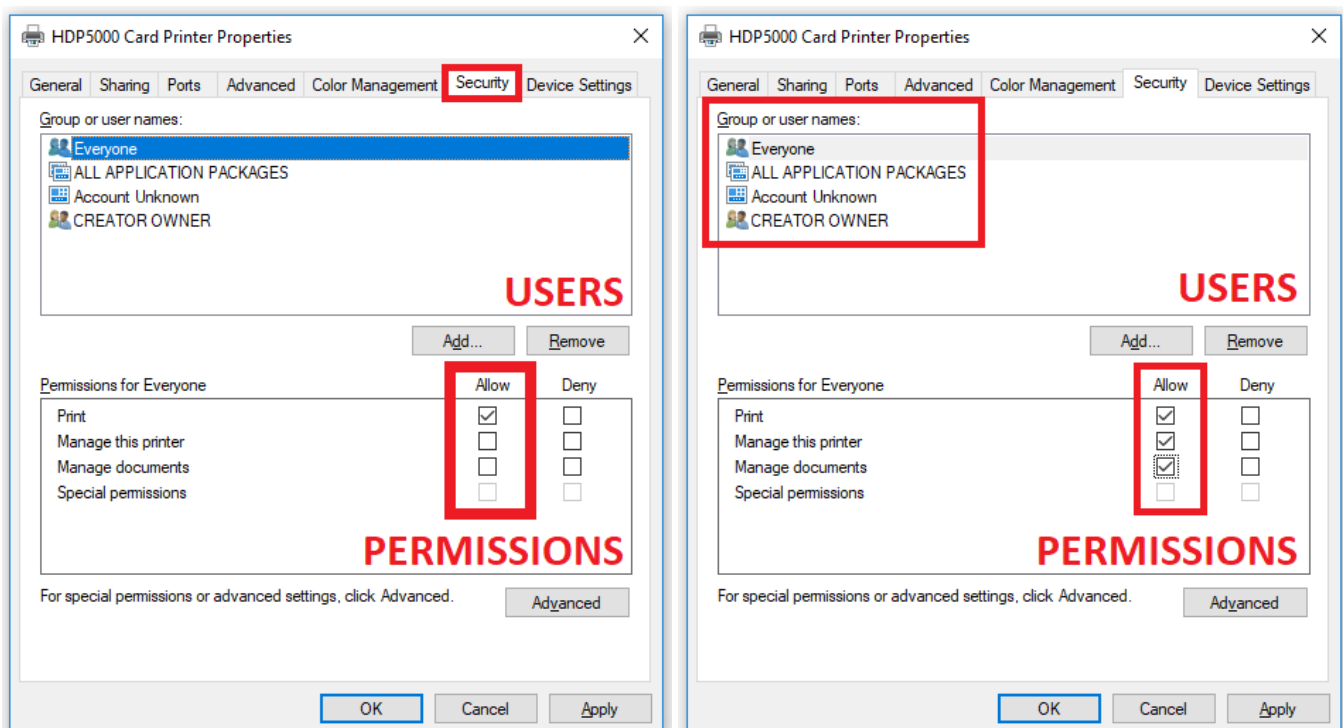 HDP5000 Card Printer Properties
General Sharing Ports Advanced Color Management Security Device Settings
Group or user names:
Everyone
ALL APPLICATION PACKAGES
Account Unknown
CREATOR OWNER
USERS
Add... Remove
Permissions for Everyone Allow Deny
Print
Manage this printer
Manage documents
Special permissions
PERMISSIONS
For special permissions or advanced settings, click Advanced.
Advanced
OK Cancel Apply
HDP5000 Card Printer Properties
General Sharing Ports Advanced Color Management Security Device Settings
Group or user names:
Everyone
ALL APPLICATION PACKAGES
Account Unknown
CREATOR OWNER
USERS
Add... Remove
Permissions for Everyone Allow Deny
Print
Manage this printer
Manage documents
Special permissions
PERMISSIONS
For special permissions or advanced settings, click Advanced.
Advanced
OK Cancel Apply